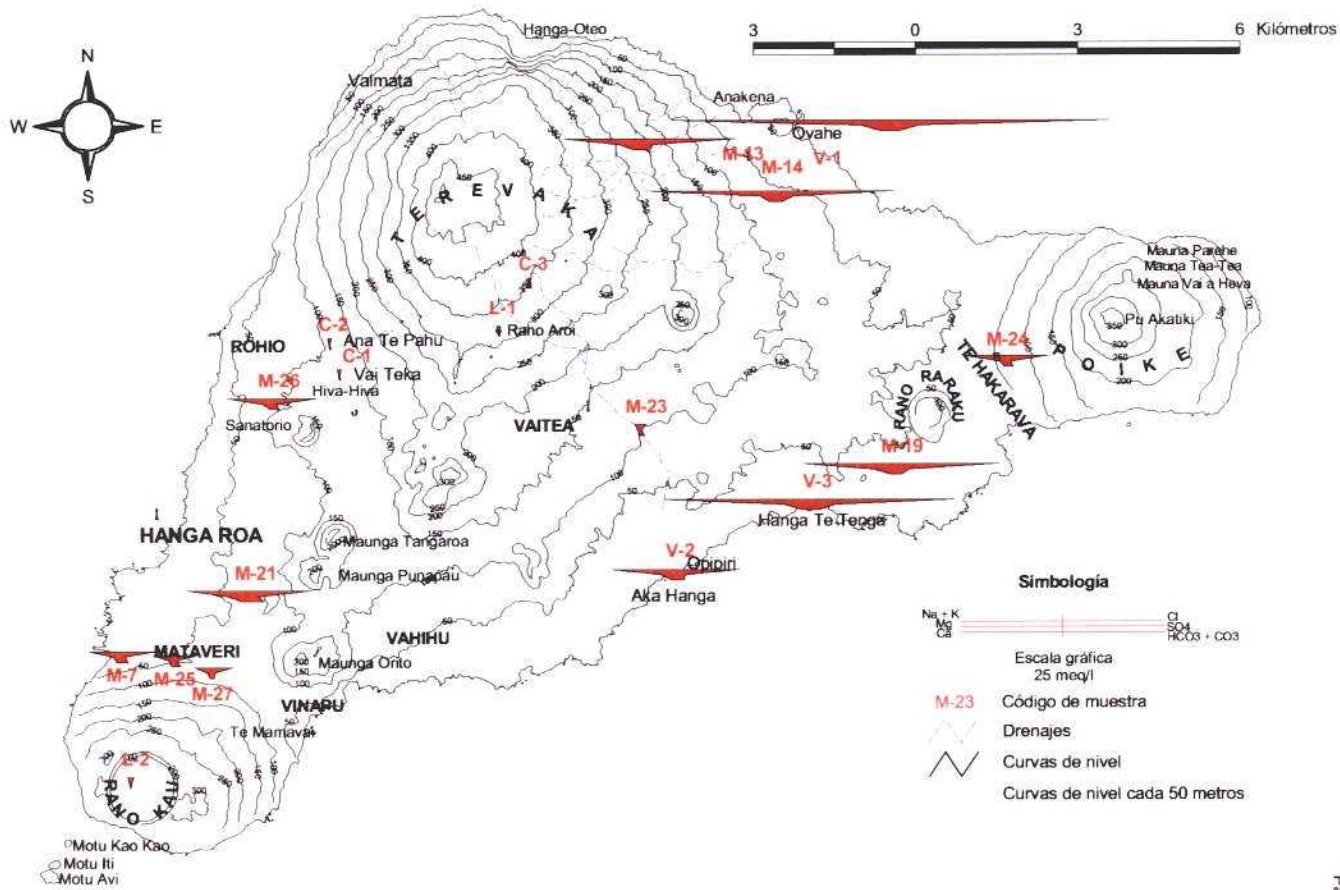 Hanga-Oteo
3 0 3 6 Kilómetros
N
W E
S
Vaimata
Anakena
Ovahe
M-13
M-14
V-1
TEREVAKA
C-3
L-1
Rano Aroi
Mauna Parehe
Mauna Tea-Tea
Mauna Vai a Heva
Pu Akatiki
POIKE
M-24
TE HAKARAVA
RANO RARAKU
C-2
ROHIO
Ana Te Pahu
C-1
Vai Teka
M-26
Hiva-Hiva
Sanatorio
VAITEA
M-23
M-19
V-3
Hanga Te Tenga
HANGA ROA
Maunga Tangaroa
M-21
Maunga Punapau
V-2
Opipiri
Aka Hanga
VAHIHU
MATAVERI
Maunga Orito
M-7
M-25
M-27
VINAPU
Te Mamavai
L-2
RANO KAU
Motu Kao Kao
Motu Iti
Motu Avi
Simbología
Na + K Cl
Mg SO4
Ca HCO3 + CO3
Escala gráfica
25 meq/l
M-23 Código de muestra
Drenajes
Curvas de nivel
Curvas de nivel cada 50 metros